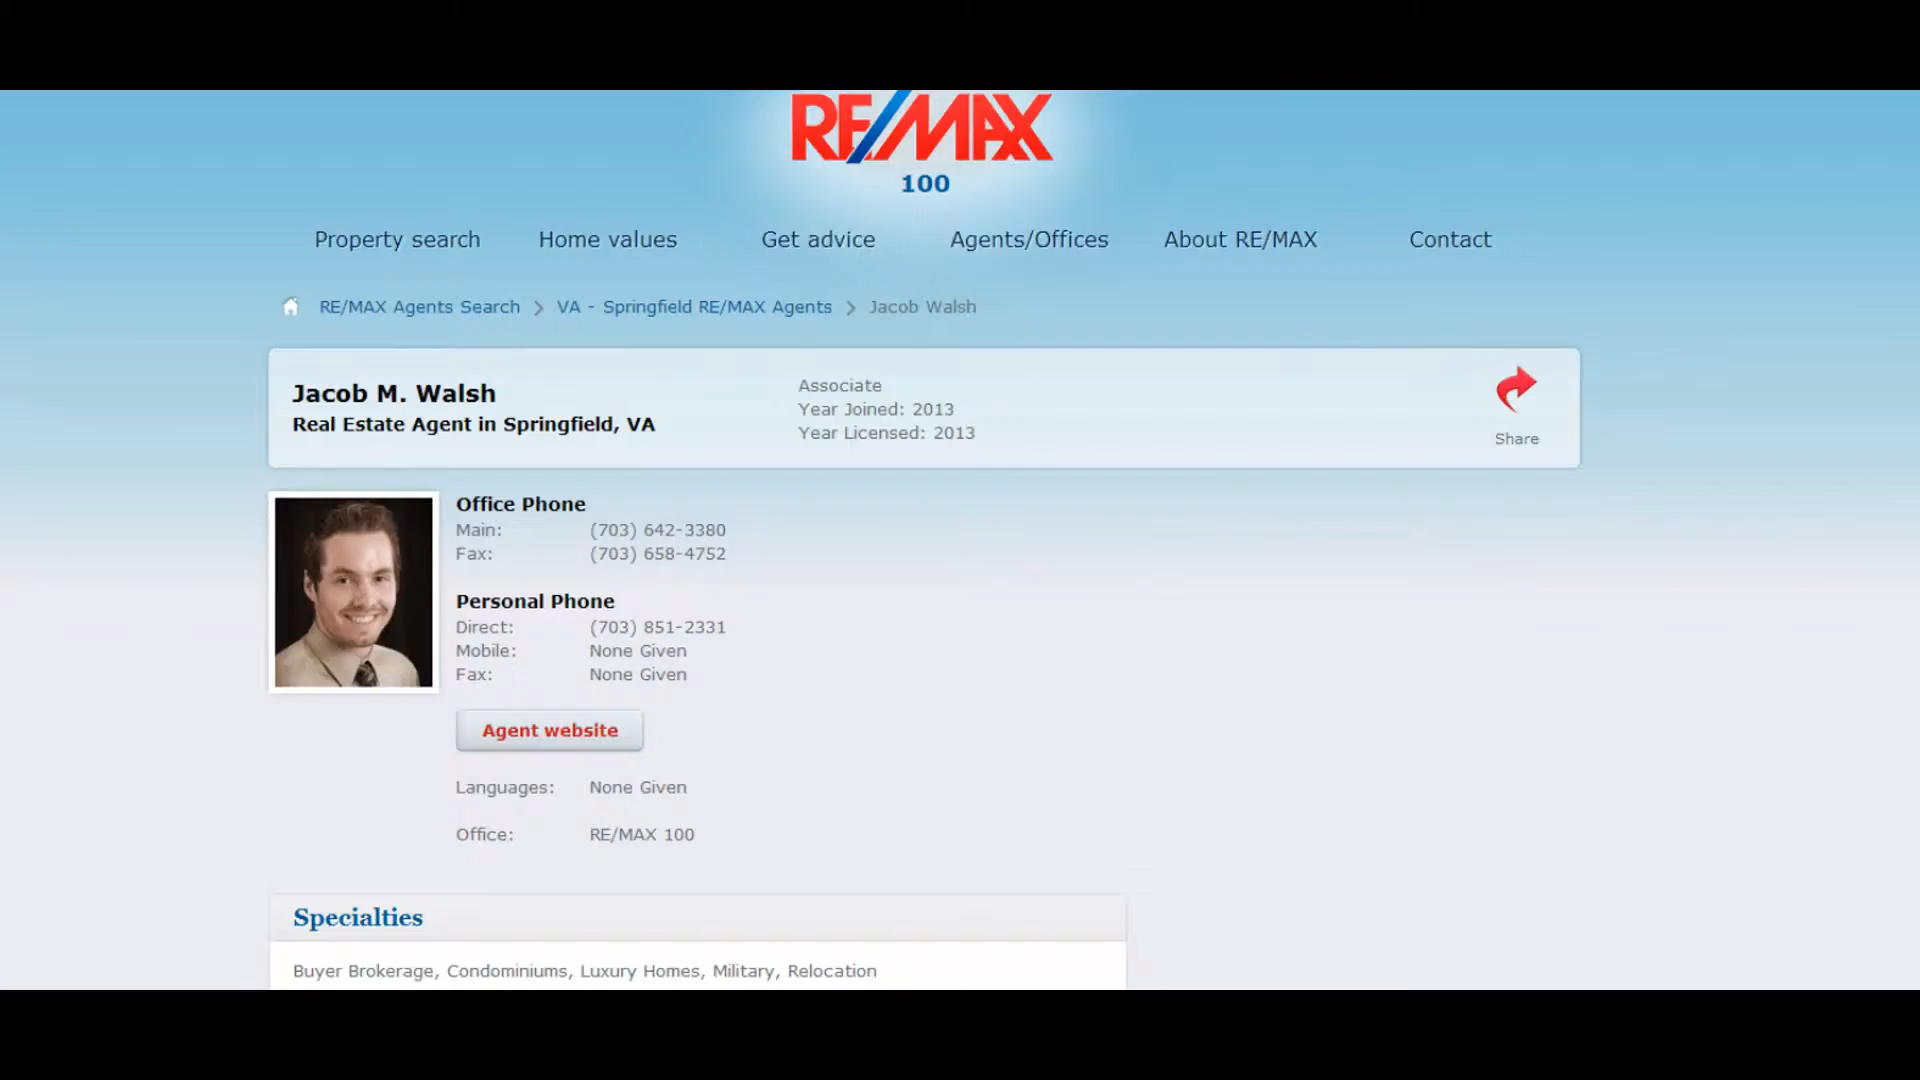 RE/MAX
100
Property search Home values Get advice Agents/Offices About RE/MAX Contact
RE/MAX Agents Search > VA - Springfield RE/MAX Agents > Jacob Walsh
Jacob M. Walsh
Real Estate Agent in Springfield, VA
Associate
Year Joined: 2013
Year Licensed: 2013
Share
Office Phone
Main: (703) 642-3380
Fax: (703) 658-4752
Personal Phone
Direct: (703) 851-2331
Mobile: None Given
Fax: None Given
Agent website
Languages: None Given
Office: RE/MAX 100
Specialties
Buyer Brokerage, Condominiums, Luxury Homes, Military, Relocation